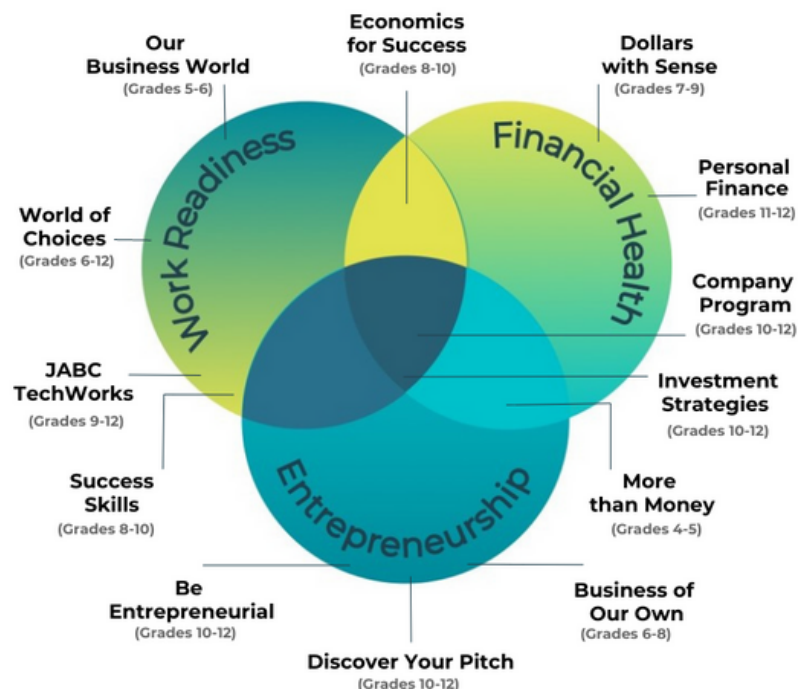 Economics
for Success
(Grades 8-10)
Our
Business World
(Grades 5-6)
Dollars
with Sense
(Grades 7-9)
Work Readiness
Financial Health
Personal
Finance
(Grades 11-12)
World of
Choices
(Grades 6-12)
Company
Program
(Grades 10-12)
JABC
TechWorks
(Grades 9-12)
Investment
Strategies
(Grades 10-12)
Success
Skills
(Grades 8-10)
More
than Money
(Grades 4-5)
Entrepreneurship
Be
Entrepreneurial
(Grades 10-12)
Business of
Our Own
(Grades 6-8)
Discover Your Pitch
(Grades 10-12)